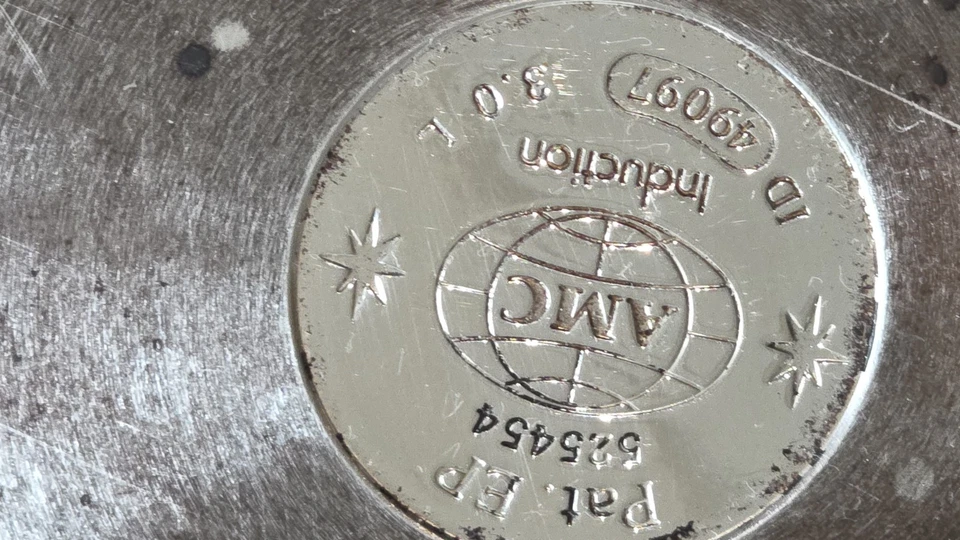 Pat. EP
525454
AMC
Induction
ID 49097 3.0 L